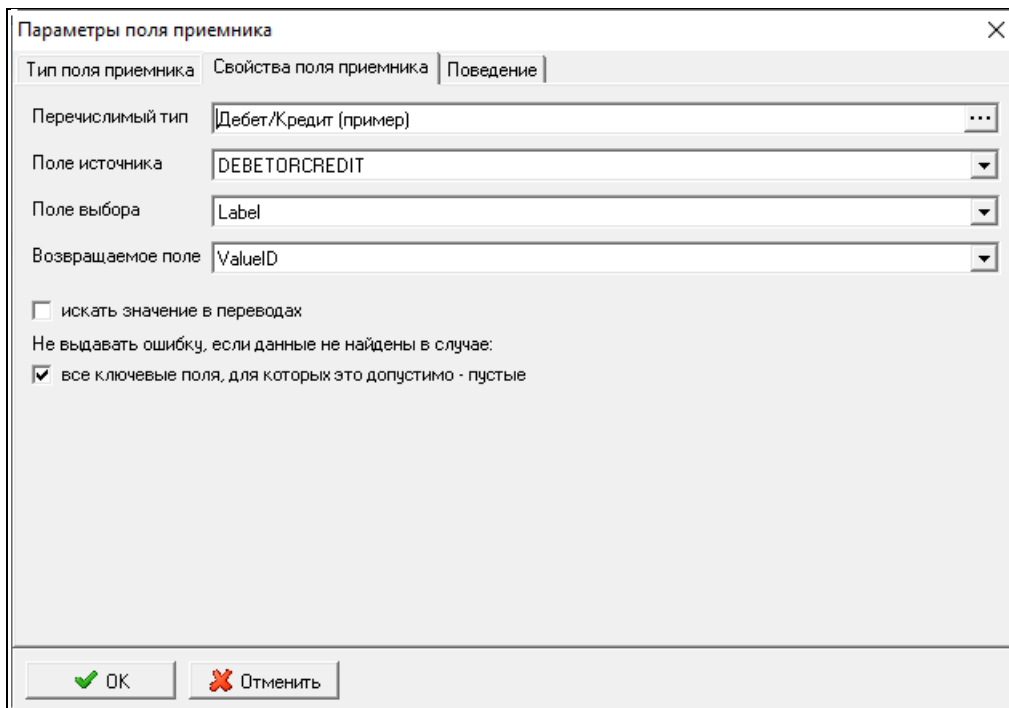 Параметры поля приемника
Тип поля приемника Свойства поля приемника Поведение
Перечислимый тип Дебет/Кредит (пример) ...
Поле источника DEBETORCREDIT
Поле выбора Label
Возвращаемое поле ValueID
искать значение в переводах
Не выдавать ошибку, если данные не найдены в случае:
все ключевые поля, для которых это допустимо - пустые
OK Отменить